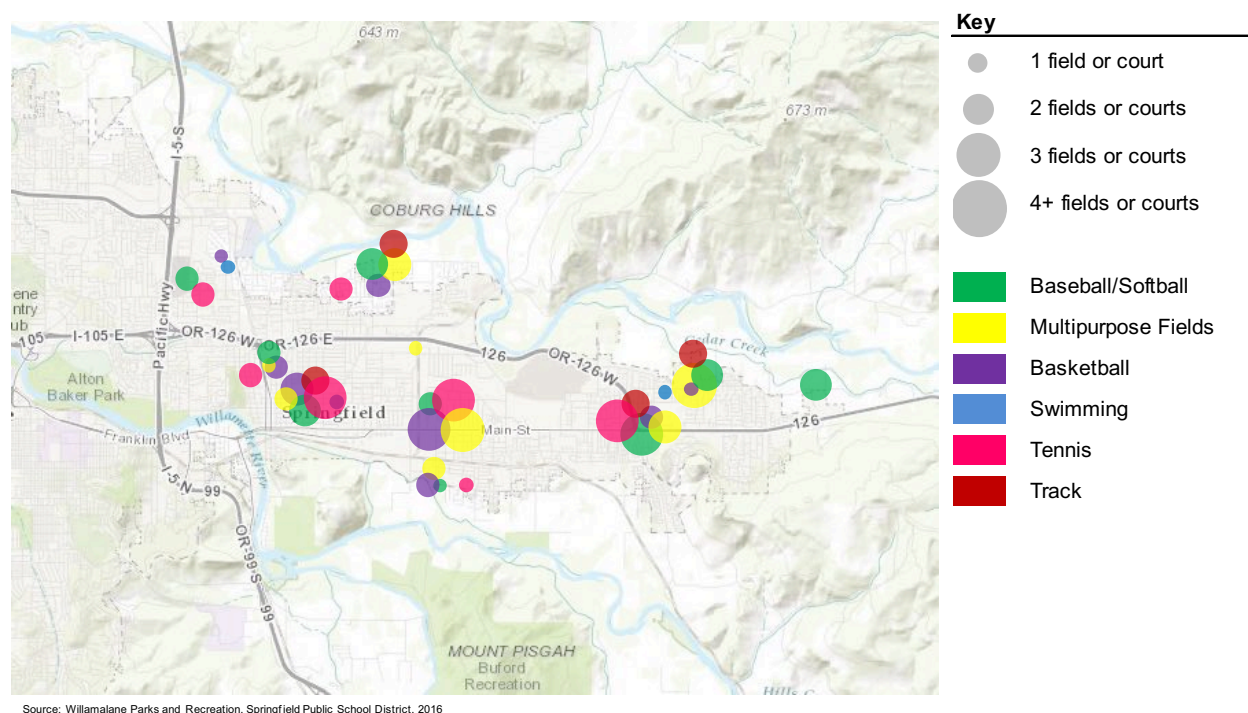 Key
1 field or court
2 fields or courts
3 fields or courts
4+ fields or courts
Baseball/Softball
Multipurpose Fields
Basketball
Swimming
Tennis
Track
643 m
673 m
I-5-S
COBURG HILLS
Pacific Hwy
ene
ntry
ub
105
I-105 E
OR-126 W
OR-126 E
126
OR-126-W
Cedar Creek
Alton
Baker Park
Springfield
Willamette River
Franklin Blvd
Main-St
126
I-5-N
99
OR-99-S
99
MOUNT PISGAH
Buford
Recreation
Hills C
Source: Willamalane Parks and Recreation, Springfield Public School District, 2016